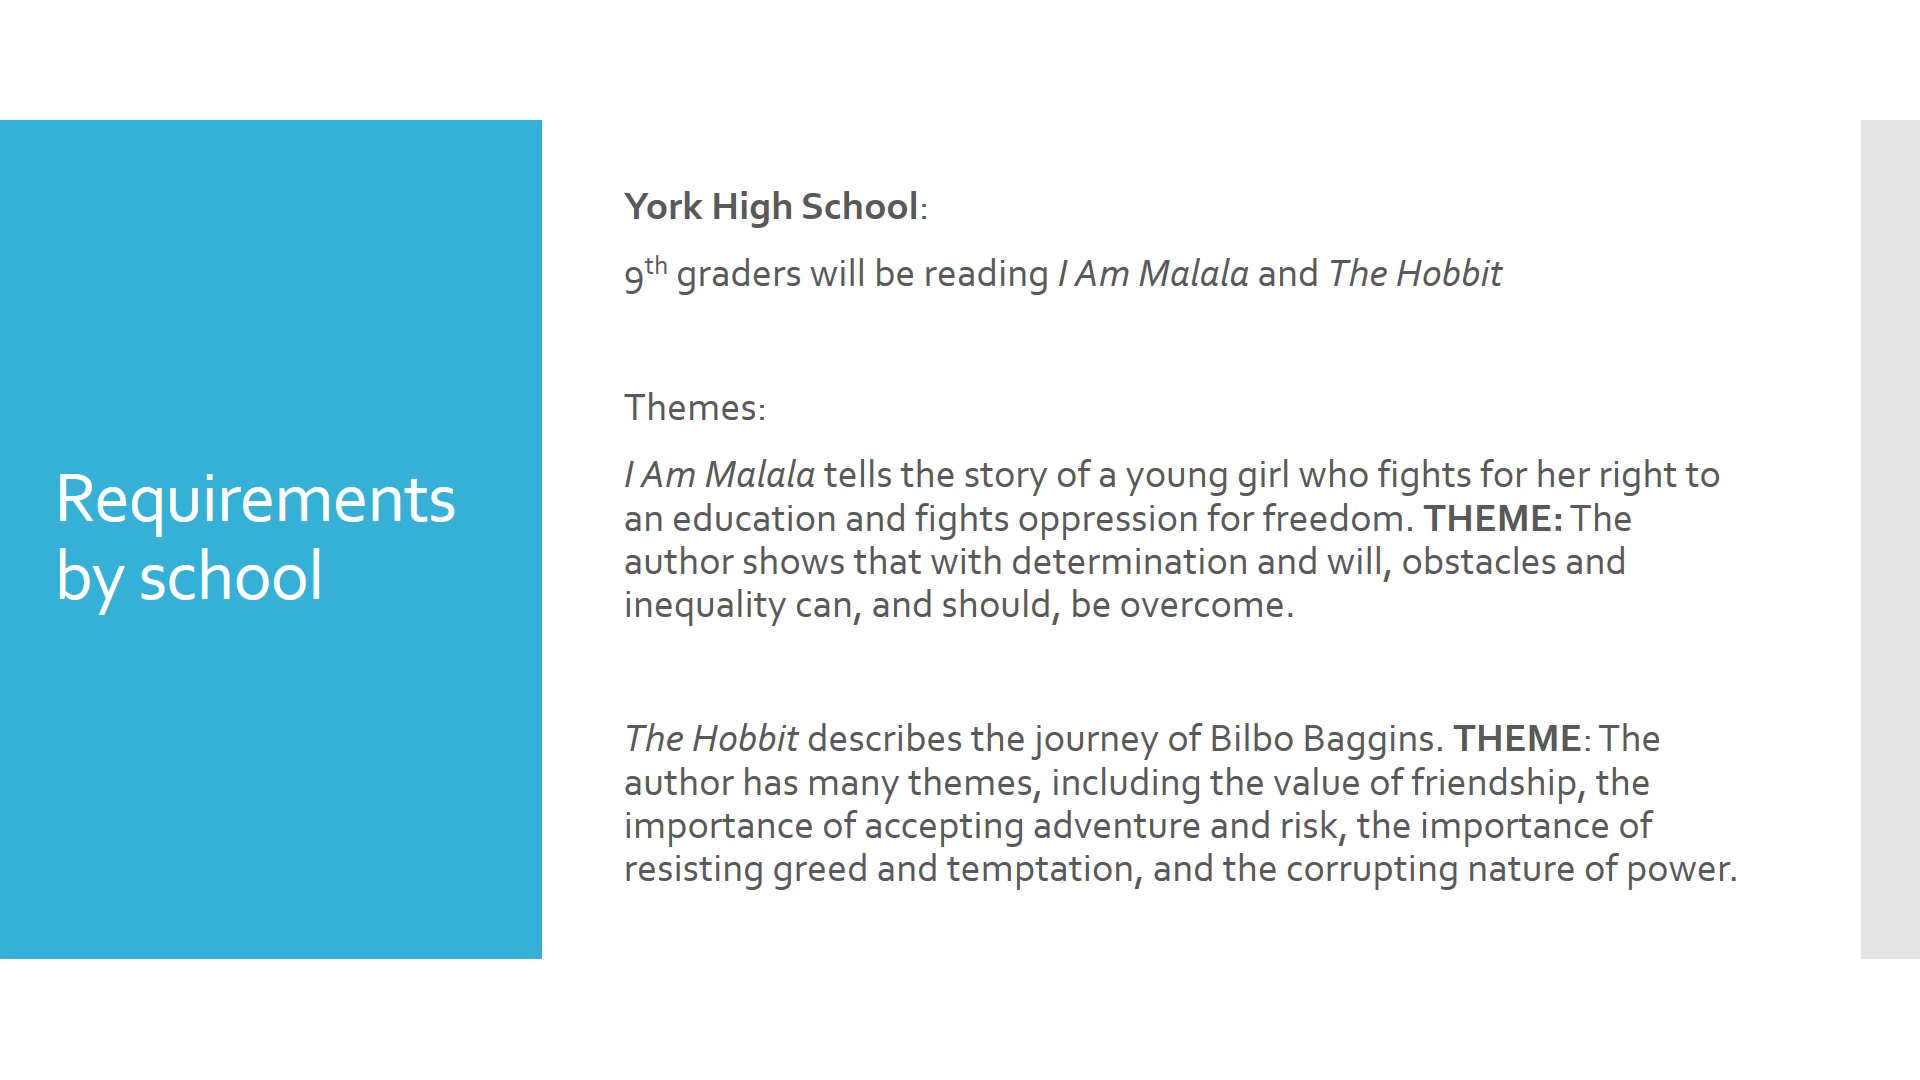 Requirements
by school
York High School:
9th graders will be reading I Am Malala and The Hobbit
Themes:
I Am Malala tells the story of a young girl who fights for her right to
an education and fights oppression for freedom. THEME: The
author shows that with determination and will, obstacles and
inequality can, and should, be overcome.
The Hobbit describes the journey of Bilbo Baggins. THEME: The
author has many themes, including the value of friendship, the
importance of accepting adventure and risk, the importance of
resisting greed and temptation, and the corrupting nature of power.